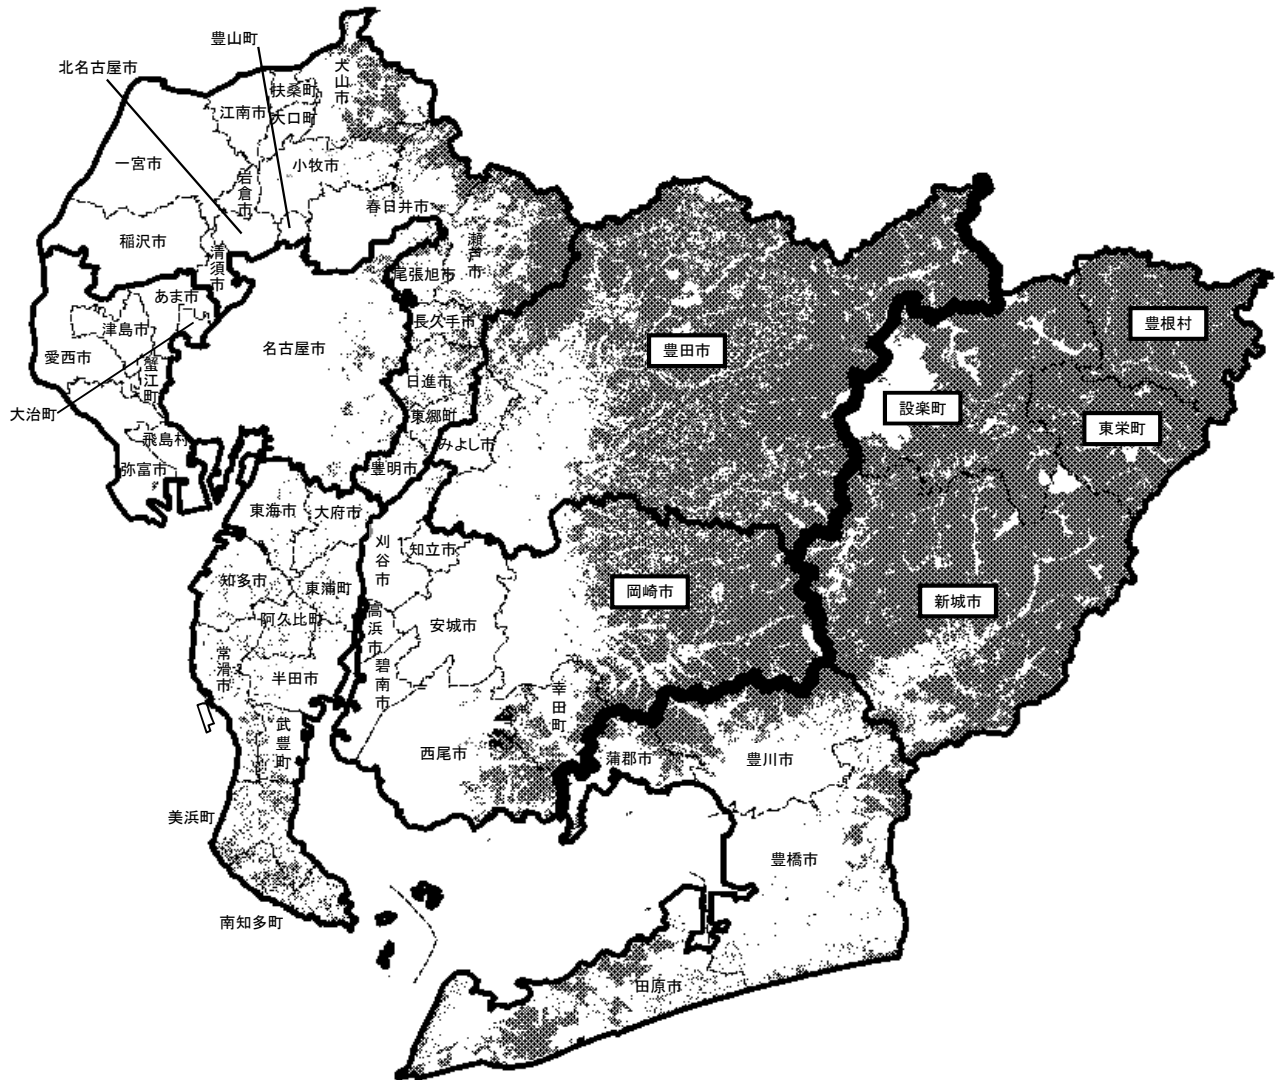 豊山町
北名古屋市
犬山市
扶桑町
江南市
大口町
一宮市
小牧市
岩倉市
春日井市
稲沢市
清須市
瀬戸市
尾張旭市
あま市
長久手市
津島市
愛西市
名古屋市
蟹江町
日進市
大治町
東郷町
飛島村
みよし市
弥富市
豊明市
豊田市
豊根村
設楽町
東栄町
東海市
大府市
刈谷市
知立市
知多市
東浦町
岡崎市
新城市
阿久比町
高浜市
安城市
常滑市
半田市
碧南市
幸田町
武豊町
西尾市
蒲郡市
豊川市
美浜町
豊橋市
南知多町
田原市